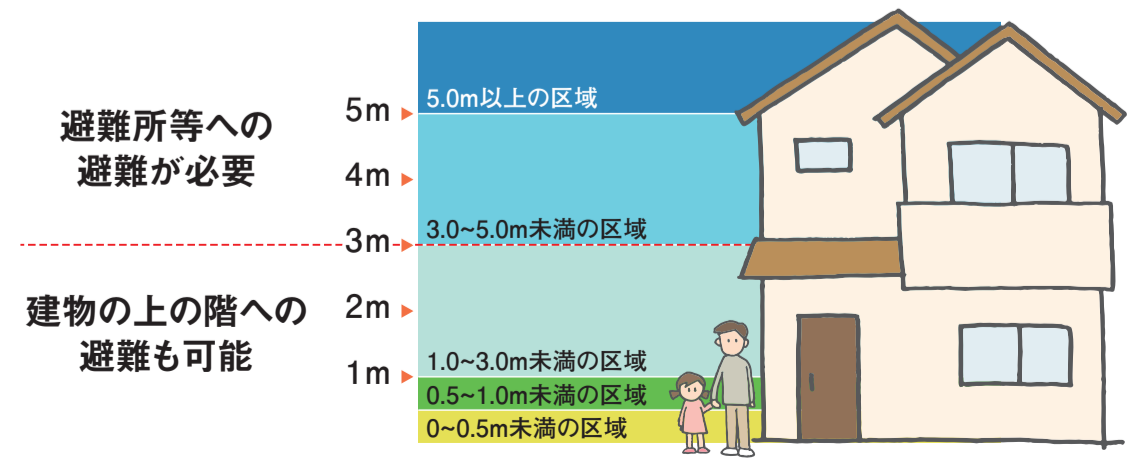 避難所等への
避難が必要
建物の上の階への
避難も可能
5m
4m
3m
2m
1m
5.0m以上の区域
3.0~5.0m未満の区域
1.0~3.0m未満の区域
0.5~1.0m未満の区域
0~0.5m未満の区域